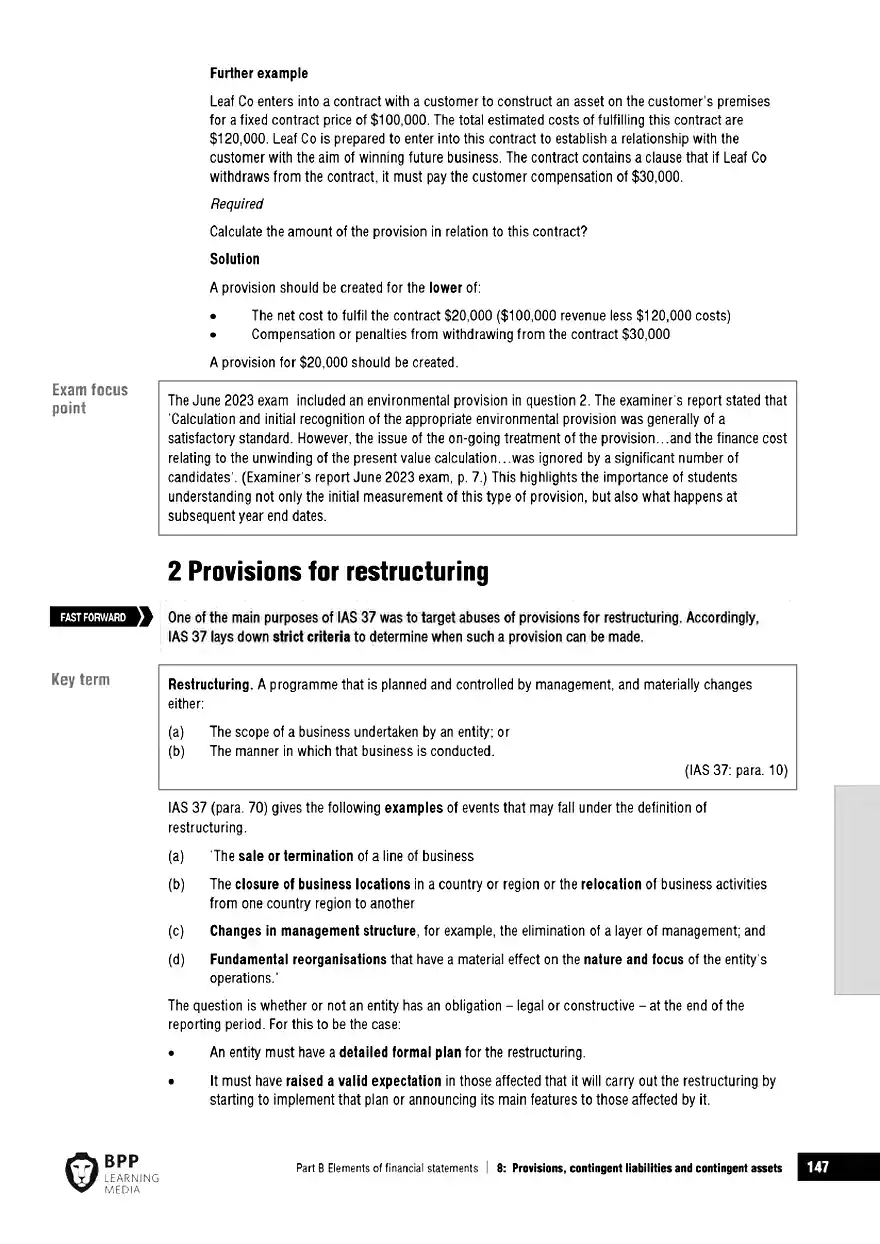 Further example
Leaf Co enters into a contract with a customer to construct an asset on the customer's premises
for a fixed contract price of $100,000. The total estimated costs of fulfilling this contract are
$120,000. Leaf Co is prepared to enter into this contract to establish a relationship with the
customer with the aim of winning future business. The contract contains a clause that if Leaf Co
withdraws from the contract, it must pay the customer compensation of $30,000.
Required
Calculate the amount of the provision in relation to this contract?
Solution
A provision should be created for the lower of:
• The net cost to fulfil the contract $20,000 ($100,000 revenue less $120,000 costs)
• Compensation or penalties from withdrawing from the contract $30,000
A provision for $20,000 should be created.
Exam focus
point
The June 2023 exam included an environmental provision in question 2. The examiner's report stated that
'Calculation and initial recognition of the appropriate environmental provision was generally of a
satisfactory standard. However, the issue of the on-going treatment of the provision...and the finance cost
relating to the unwinding of the present value calculation...was ignored by a significant number of
candidates'. (Examiner's report June 2023 exam, p. 7.) This highlights the importance of students
understanding not only the initial measurement of this type of provision, but also what happens at
subsequent year end dates.
2 Provisions for restructuring
FAST FORWARD
One of the main purposes of IAS 37 was to target abuses of provisions for restructuring. Accordingly,
IAS 37 lays down strict criteria to determine when such a provision can be made.
Key term
Restructuring. A programme that is planned and controlled by management, and materially changes
either:
(a) The scope of a business undertaken by an entity; or
(b) The manner in which that business is conducted.
(IAS 37: para. 10)
IAS 37 (para. 70) gives the following examples of events that may fall under the definition of
restructuring.
(a) 'The sale or termination of a line of business
(b) The closure of business locations in a country or region or the relocation of business activities
from one country region to another
(c) Changes in management structure, for example, the elimination of a layer of management; and
(d) Fundamental reorganisations that have a material effect on the nature and focus of the entity's
operations.'
The question is whether or not an entity has an obligation – legal or constructive – at the end of the
reporting period. For this to be the case:
• An entity must have a detailed formal plan for the restructuring.
• It must have raised a valid expectation in those affected that it will carry out the restructuring by
starting to implement that plan or announcing its main features to those affected by it.
BPP
LEARNING
MEDIA
Part B Elements of financial statements | 8: Provisions, contingent liabilities and contingent assets 147